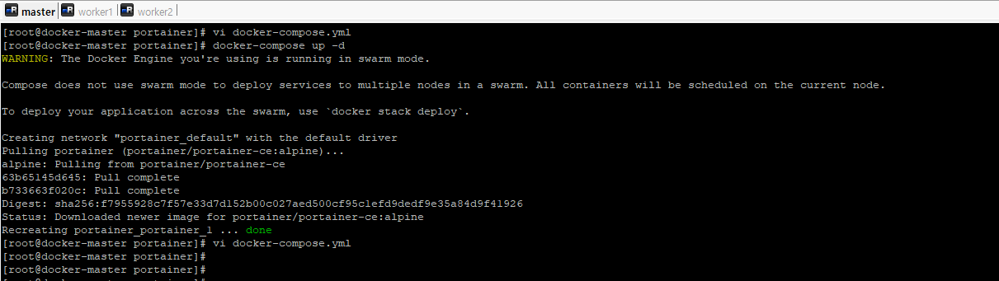 master worker1 worker2
[root@docker-master portainer]# vi docker-compose.yml
[root@docker-master portainer]# docker-compose up -d
WARNING: The Docker Engine you're using is running in swarm mode.
Compose does not use swarm mode to deploy services to multiple nodes in a swarm. All containers will be scheduled on the current node.
To deploy your application across the swarm, use `docker stack deploy`.
Creating network "portainer_default" with the default driver
Pulling portainer (portainer/portainer-ce:alpine)...
alpine: Pulling from portainer/portainer-ce
63b65145d645: Pull complete
b733663f020c: Pull complete
Digest: sha256:f7955928c7f57e33d7d152b00c027aed500cf95c1efd9dedf9e35a84d9f41926
Status: Downloaded newer image for portainer/portainer-ce:alpine
Recreating portainer_portainer_1 ... done
[root@docker-master portainer]# vi docker-compose.yml
[root@docker-master portainer]#
[root@docker-master portainer]#